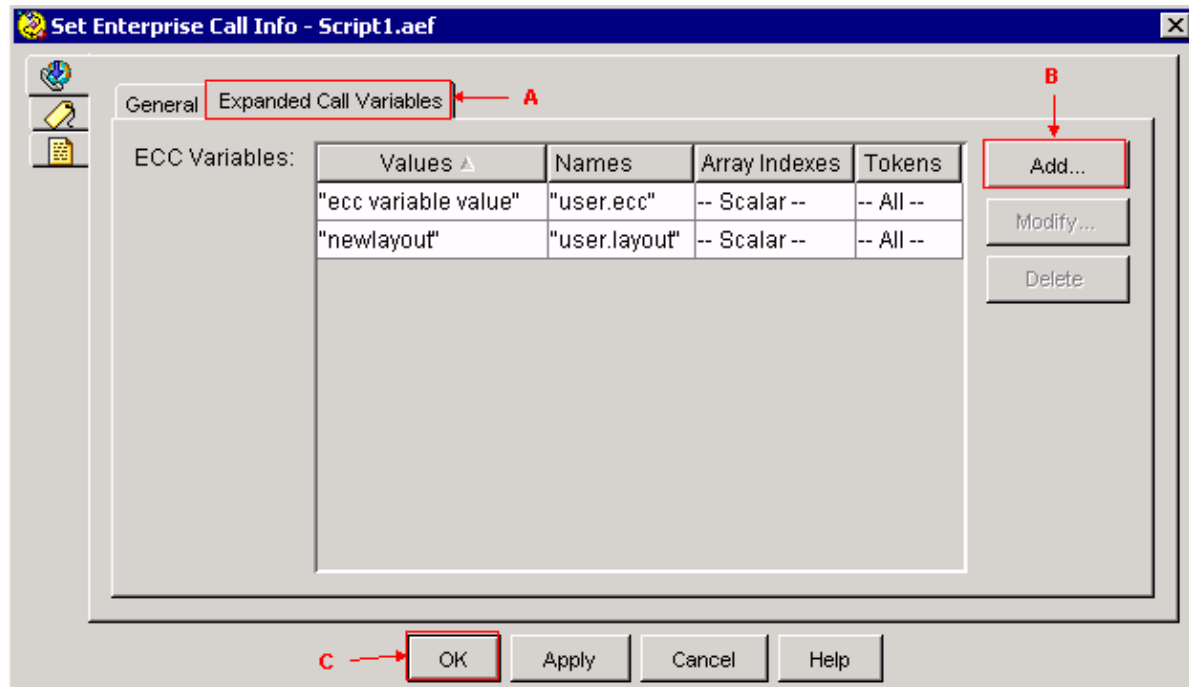 Set Enterprise Call Info - Script1.aef
B
General Expanded Call Variables A
ECC Variables:
Values Names Array Indexes Tokens
Add...
"ecc variable value" "user.ecc" -- Scalar -- -- All --
Modify...
"newlayout" "user.layout" -- Scalar -- -- All --
Delete
C OK Apply Cancel Help